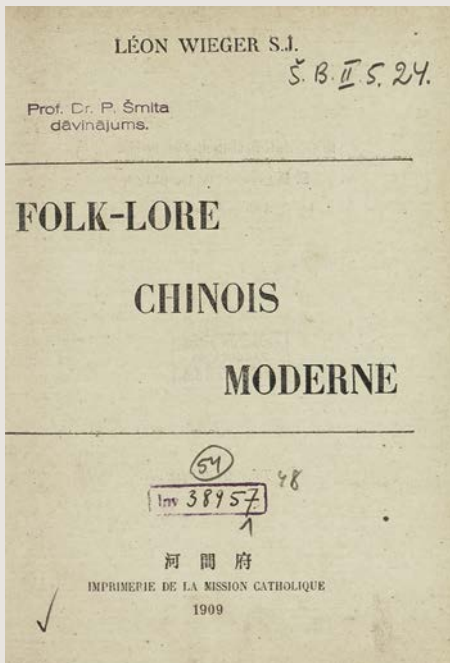 LÉON WIEGER S.J.
Š. B. II 5. 24.
Prof. Dr. P. Šmita
dāvinājums.
FOLK-LORE
CHINOIS
MODERNE
54
Inv 38957
48
1
河間府
IMPRIMERIE DE LA MISSION CATHOLIQUE
1909